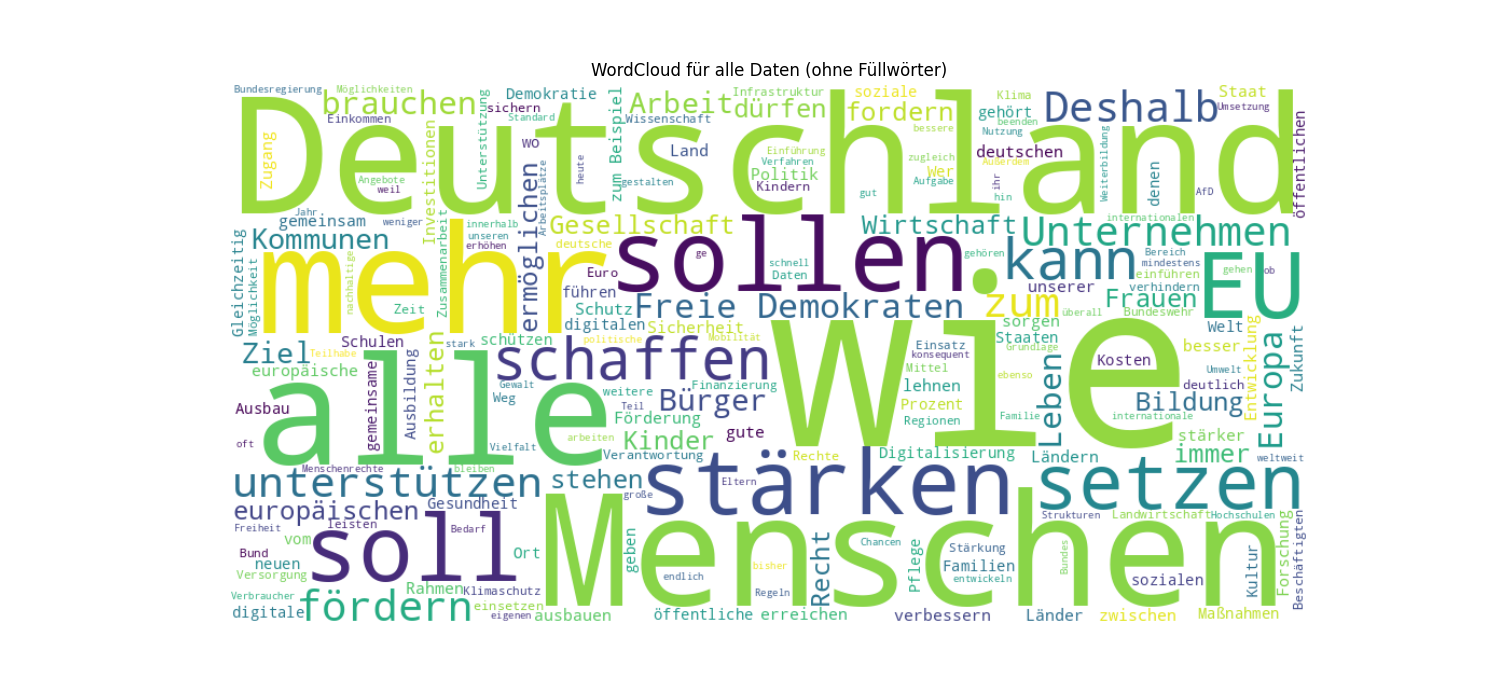 WordCloud für alle Daten (ohne Füllwörter)
Bundesregierung
Möglichkeiten
Demokratie
Infrastruktur
soziale
Klima
Staat
brauchen
sichern
Arbeit
dürfen
fordern
gehört
Deshalb
Umsetzung
Deutschland
Einkommen
Standard
Wissenschaft
bessere
beenden
Nutzung
öffentlichen
Zugang
Investitionen
Unterstützung
wo
zum Beispiel
Land
Einführung
Verfahren
zugleich
Wer
deutschen
Außerdem
Weiterbildung
denen
Angebote
weil
heute
gestalten
Politik
Kindern
Aufgabe
gut
ihr
hin
AfD
Jahr
gemeinsam
weniger
innerhalb
unseren
erhöhen
Arbeitsplätze
ermöglichen
Gesellschaft
deutsche
Wirtschaft
internationalen
Unternehmen
Gleichzeitig
Kommunen
Möglichkeit
mehr
nachhaltige
Zusammenarbeit
Zeit
Euro
führen
Schutz
sollen
ge
schnell
Daten
gehören
kann
Bereich
mindestens
einführen
gehen
ob
EU
unserer
verhindern
Freie Demokraten
zum
überall
Frauen
Bundeswehr
digitalen
Sicherheit
sorgen
Staaten
Grundlage
Welt
Zukunft
Ziel
Schulen
Teilhabe
europäische
stark
schützen
politische
Mobilität
Wie
Einsatz
konsequent
Kosten
besser
Entwicklung
Europa
schaffen
alle
gemeinsame
Ausbildung
erhalten
Gewalt
Weg
weitere
Finanzierung
Mittel
lehnen
ebenso
Leben
Umwelt
deutlich
Ausbau
Teil
Bürger
Prozent
Bildung
Förderung
Regionen
Familie
internationale
oft
Vielfalt
arbeiten
Kinder
gute
Verantwortung
Rechte
Digitalisierung
Ländern
stärker
immer
weltweit
Menschenrechte
bleiben
unterstützen
stehen
große
Eltern
stärken
setzen
europäischen
Gesundheit
Freiheit
leisten
Bedarf
soll
Menschen
Strukturen
Landwirtschaft
Hochschulen
Bund
vom
neuen
Versorgung
Ort
geben
endlich
bisher
Regeln
Recht
Chancen
Pflege
Stärkung
Familien
entwickeln
Bundes
sozialen
Kultur
Forschung
Beschäftigten
Verbraucher
digitale
fördern
Rahmen
Klimaschutz
einsetzen
eigenen
ausbauen
öffentliche
erreichen
verbessern
Länder
zwischen
Maßnahmen